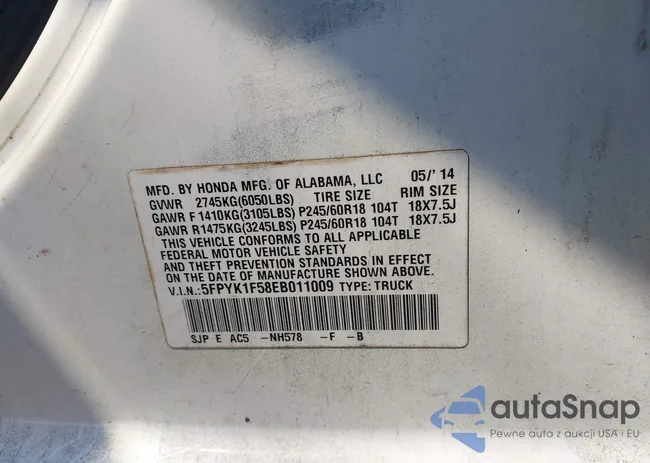 MFD. BY HONDA MFG. OF ALABAMA, LLC 05/'14
GVWR 2745KG(6050LBS) TIRE SIZE RIM SIZE
GAWR F 1410KG(3105LBS) P245/60R18 104T 18X7.5J
GAWR R 1475KG(3245LBS) P245/60R18 104T 18X7.5J
THIS VEHICLE CONFORMS TO ALL APPLICABLE
FEDERAL MOTOR VEHICLE SAFETY
AND THEFT PREVENTION STANDARDS IN EFFECT
ON THE DATE OF MANUFACTURE SHOWN ABOVE.
V.I.N.:5FPYK1F58EB011009 TYPE:TRUCK
SJP E AC5 -NH578 -F -B
autoSnap
Pewne auta z aukcji USA i EU